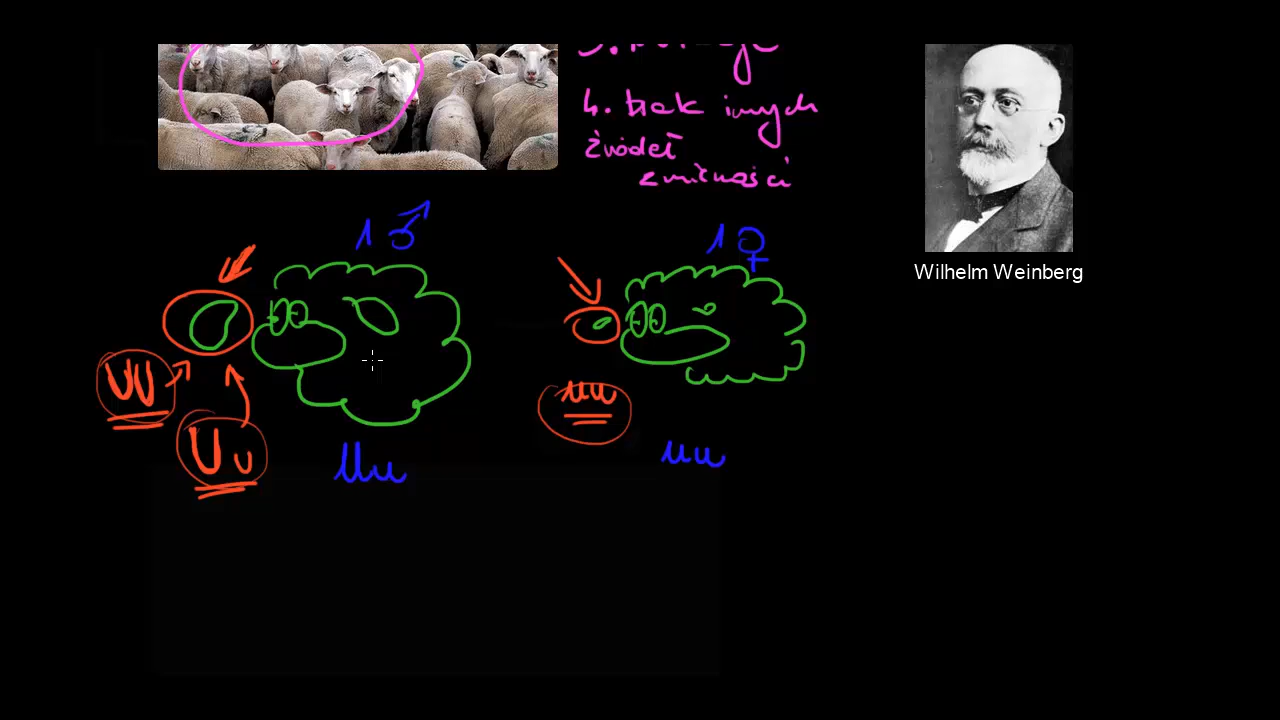 4. brak innych
źródeł
zmienności
1 ♂
1 ♀
Wilhelm Weinberg
UU
uu
Uu
Uu
uu